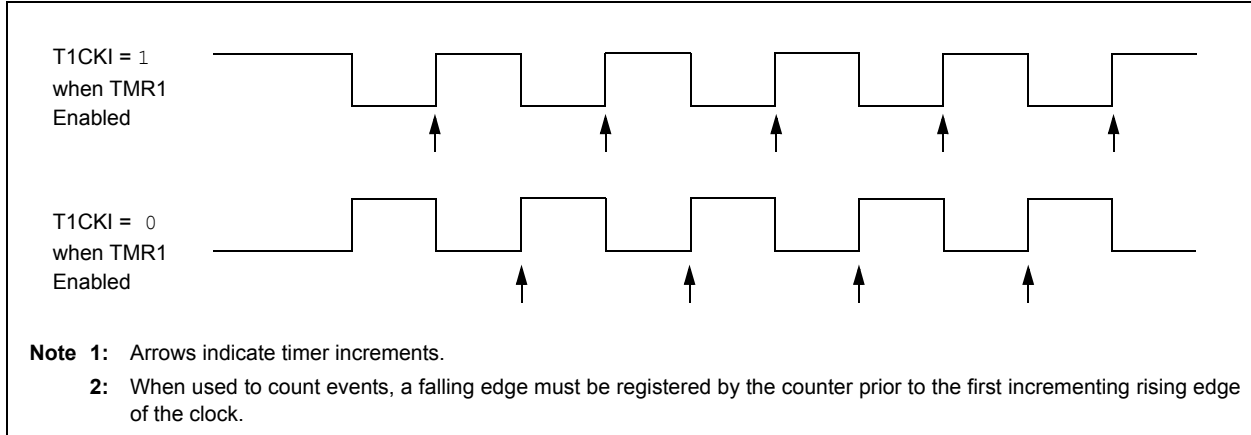 T1CKI = 1
when TMR1
Enabled
T1CKI = 0
when TMR1
Enabled
Note 1: Arrows indicate timer increments.
2: When used to count events, a falling edge must be registered by the counter prior to the first incrementing rising edge
of the clock.